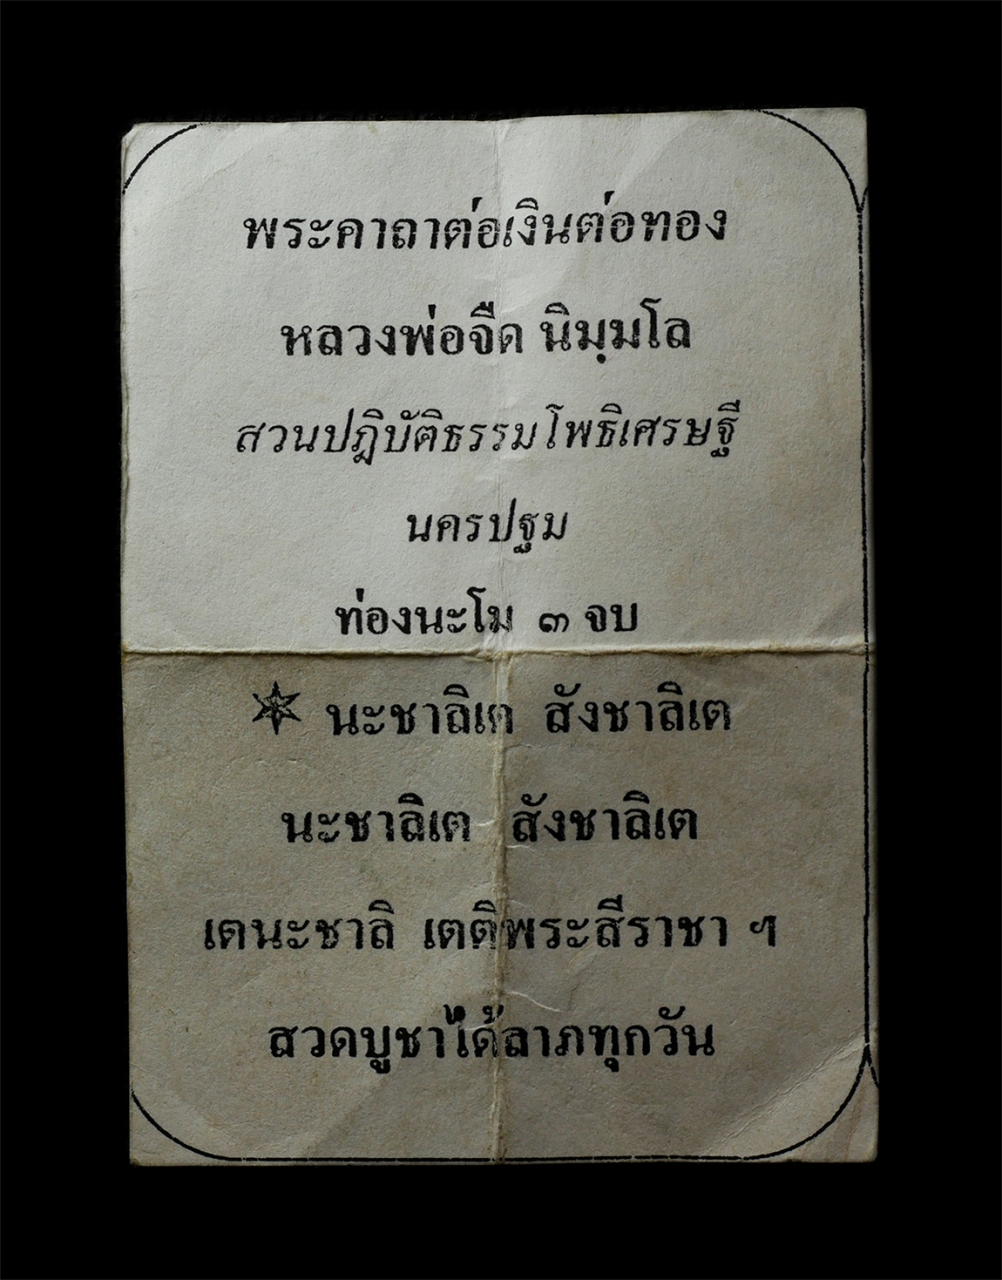 พระคาถาต่อเงินต่อทอง
หลวงพ่อจืด นิมฺมโล
สวนปฎิบัติธรรมโพธิเศรษฐี
นครปฐม
ท่องนะโม ๓ จบ
✶ นะชาลิเต สังชาลิเต
นะชาลิเต สังชาลิเต
เตนะชาลิ เตติพระสีราชา ฯ
สวดบูชาได้ลาภทุกวัน